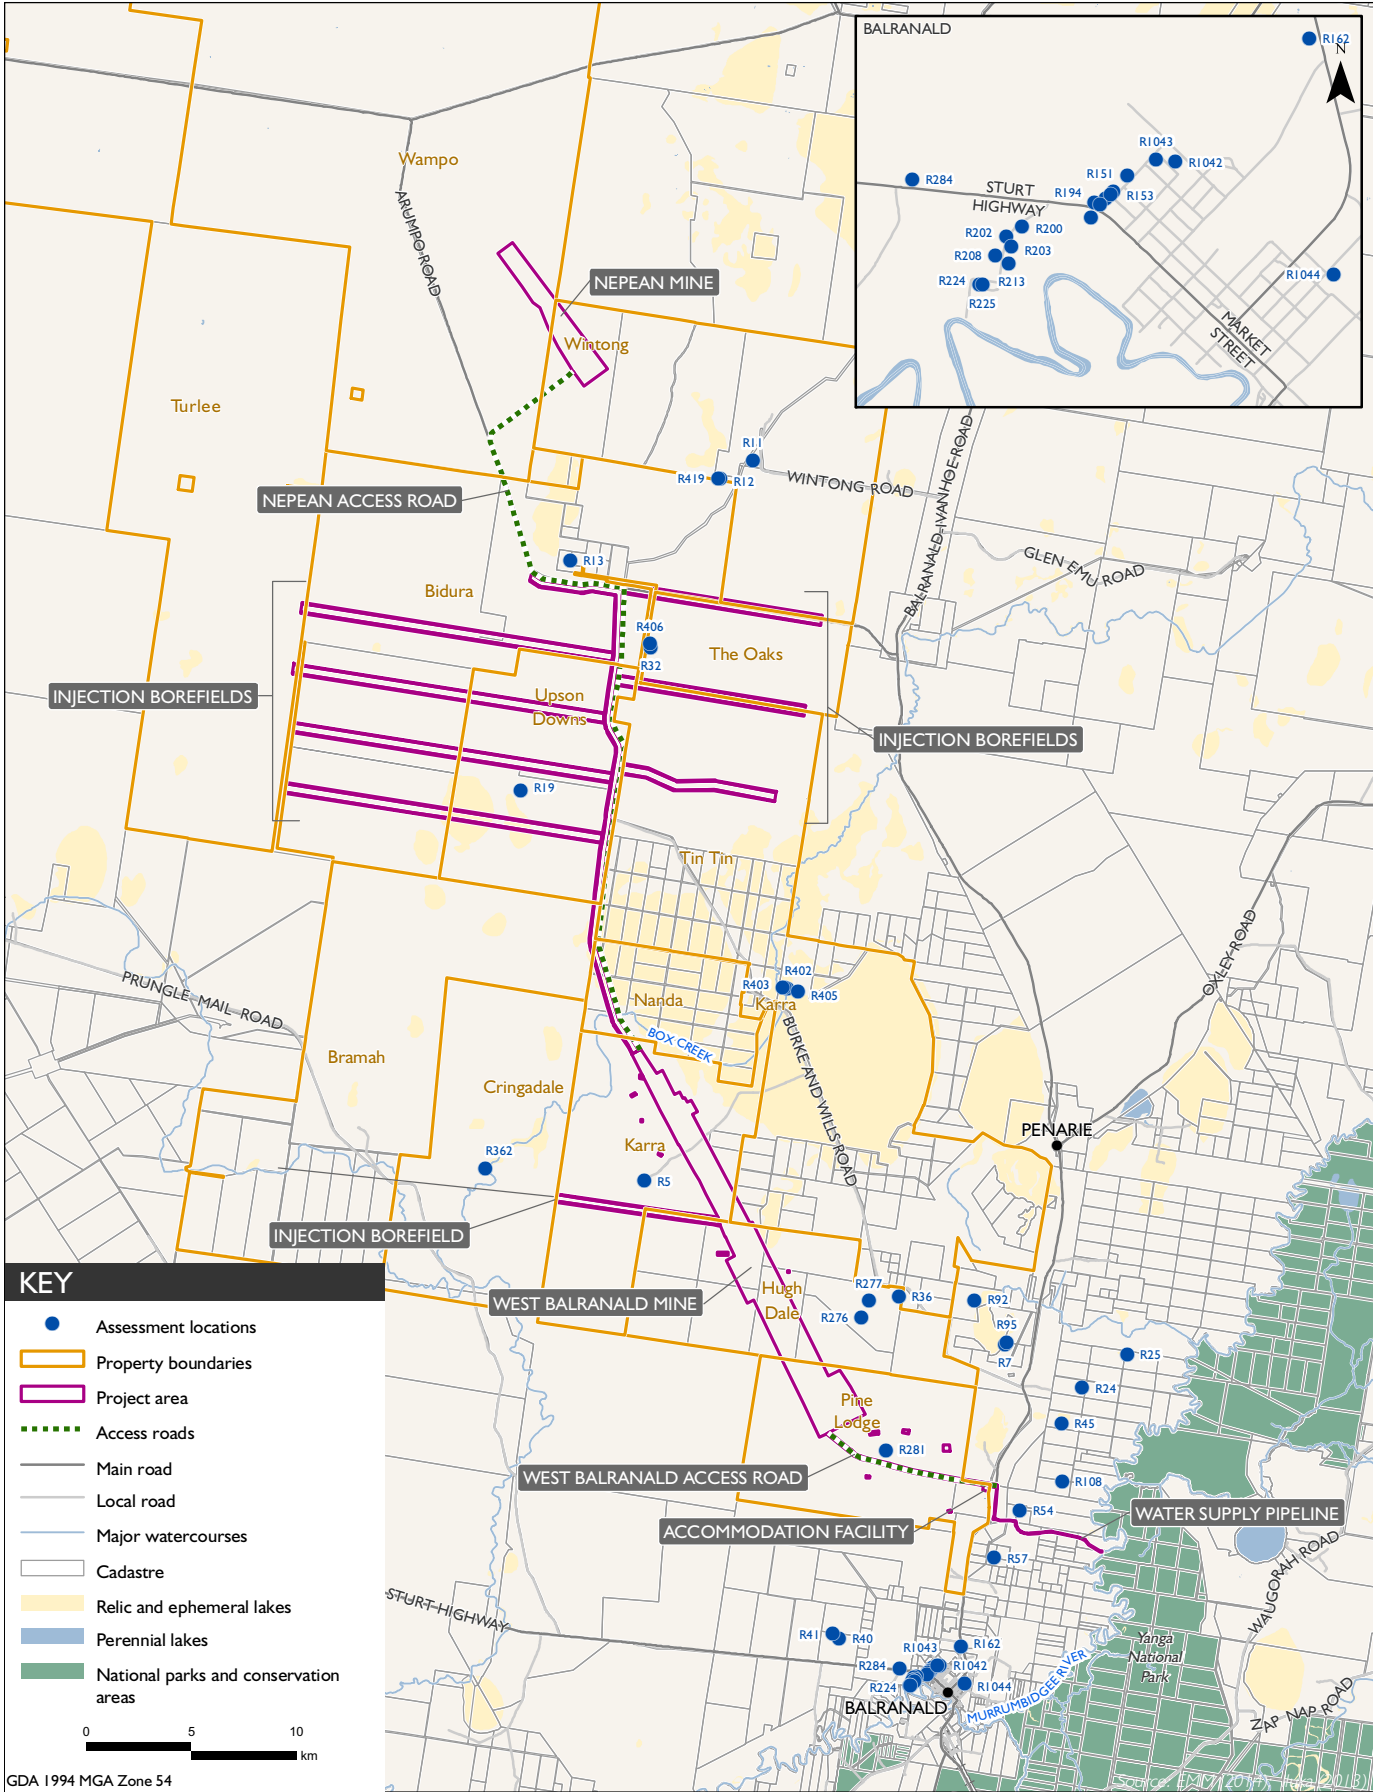 BALRANALD
R162
N
R1043
R1042
R151
R284
STURT
HIGHWAY
R194
R153
R200
R202
R203
R208
R224
R213
R225
R1044
MARKET
STREET
Wampo
ARUMPO ROAD
NEPEAN MINE
Wintong
Turlee
R11
R419
R12
WINTONG ROAD
NEPEAN ACCESS ROAD
BALRANALD-IVANHOE ROAD
GLEN EMU ROAD
R13
Bidura
R406
R32
The Oaks
INJECTION BOREFIELDS
Upson
Downs
INJECTION BOREFIELDS
R19
Tin Tin
OXLEY ROAD
PRUNGLE MAIL ROAD
R402
R403
R405
Nanda
Karra
BOX CREEK
BURKE AND WILLS ROAD
Bramah
Cringadale
PENARIE
Karra
R362
R5
INJECTION BOREFIELD
WEST BALRANALD MINE
Hugh
Dale
R277
R36
R276
R92
R95
R7
R25
R24
Pine
Lodge
R45
R281
WEST BALRANALD ACCESS ROAD
R108
R54
WATER SUPPLY PIPELINE
ACCOMMODATION FACILITY
R57
WAUGORAH ROAD
STURT HIGHWAY
R41
R40
R1043
R162
R284
R1042
R224
R1044
BALRANALD
MURRUMBIDGEE RIVER
Yanga
National
Park
ZAP NAP ROAD
KEY
Assessment locations
Property boundaries
Project area
Access roads
Main road
Local road
Major watercourses
Cadastre
Relic and ephemeral lakes
Perennial lakes
National parks and conservation
areas
0 5 10
km
GDA 1994 MGA Zone 54